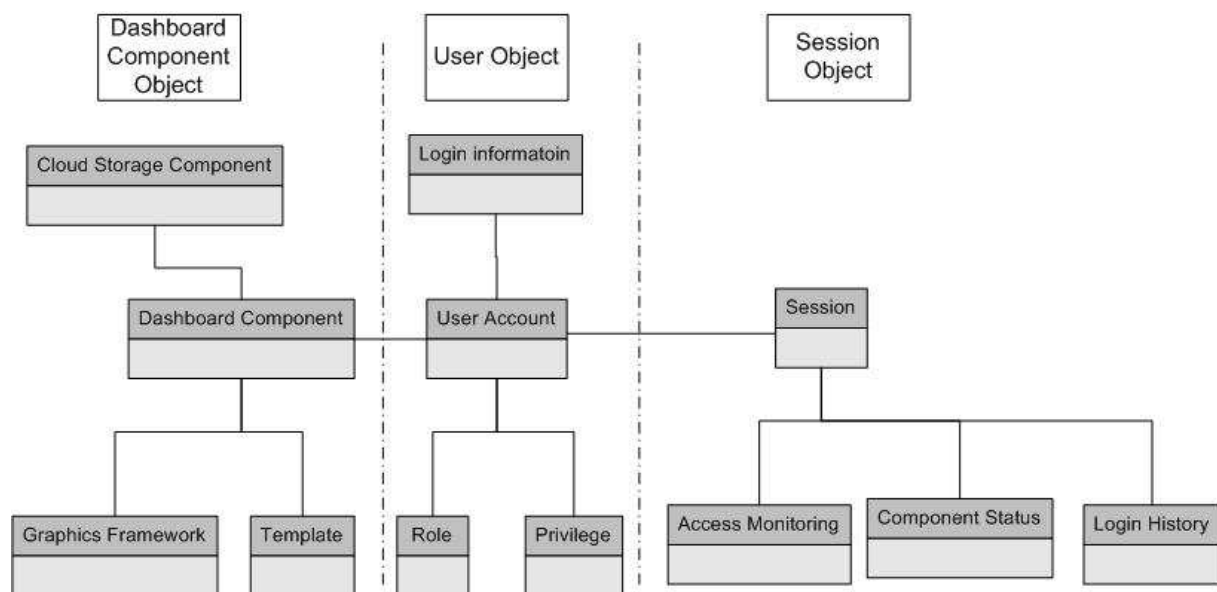 Dashboard
Component
Object
User Object
Session
Object
Cloud Storage Component
Login informatoin
Dashboard Component
User Account
Session
Graphics Framework
Template
Role
Privilege
Access Monitoring
Component Status
Login History